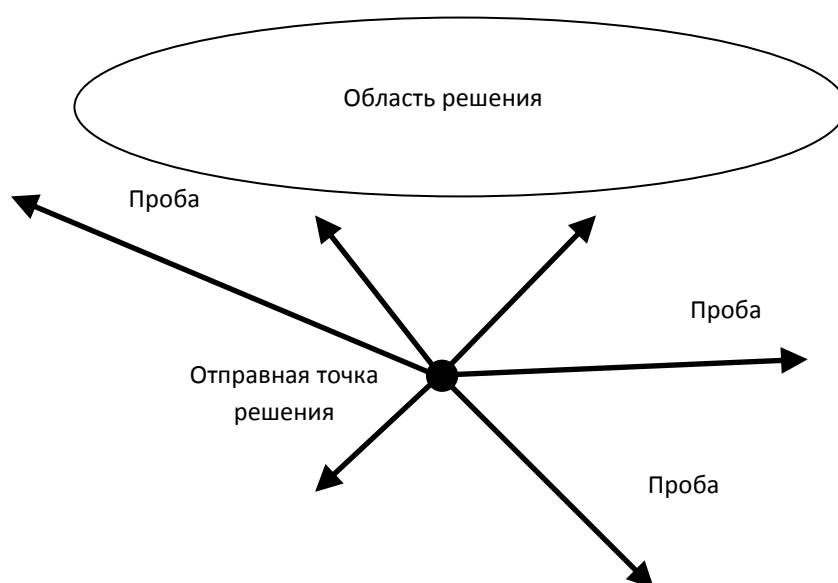 Область решения
Проба
Проба
Отправная точка
решения
Проба